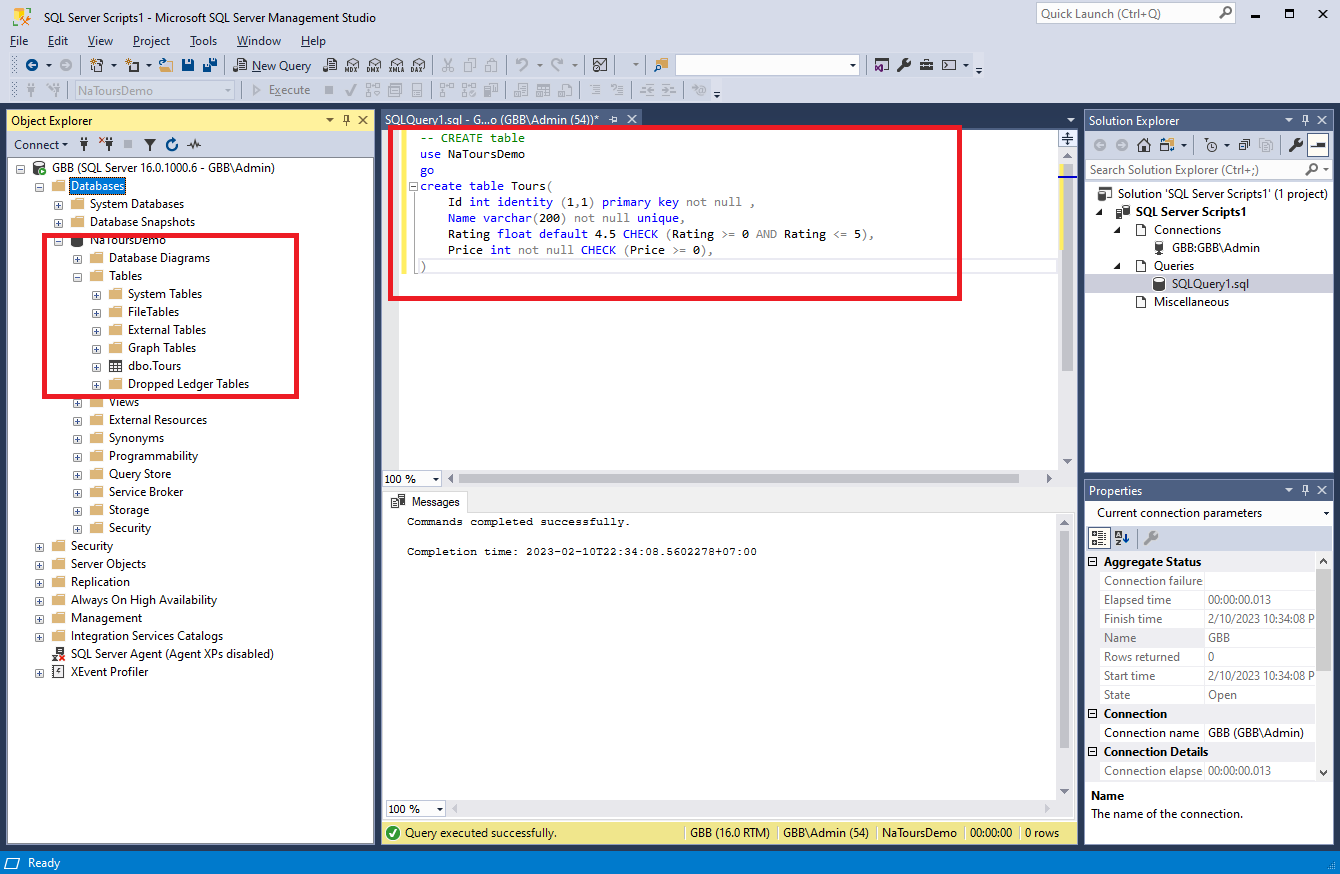 SQL Server Scripts1 - Microsoft SQL Server Management Studio
Quick Launch (Ctrl+Q)
File Edit View Project Tools Window Help
New Query
MDX
DMX
XMLA
DAX
NaToursDemo
Execute
Object Explorer
Connect
GBB (SQL Server 16.0.1000.6 - GBB\Admin)
Databases
System Databases
Database Snapshots
NaToursDemo
Database Diagrams
Tables
System Tables
FileTables
External Tables
Graph Tables
dbo.Tours
Dropped Ledger Tables
Views
External Resources
Synonyms
Programmability
Query Store
Service Broker
Storage
Security
Security
Server Objects
Replication
Always On High Availability
Management
Integration Services Catalogs
SQL Server Agent (Agent XPs disabled)
XEvent Profiler
SQLQuery1.sql - G...o (GBB\Admin (54))*
-- CREATE table
use NaToursDemo
go
create table Tours(
Id int identity (1,1) primary key not null ,
Name varchar(200) not null unique,
Rating float default 4.5 CHECK (Rating >= 0 AND Rating <= 5),
Price int not null CHECK (Price >= 0),
)
100 %
Messages
Commands completed successfully.
Completion time: 2023-02-10T22:34:08.5602278+07:00
100 %
Query executed successfully. GBB (16.0 RTM) GBB\Admin (54) NaToursDemo 00:00:00 0 rows
Solution Explorer
Search Solution Explorer (Ctrl+;)
Solution 'SQL Server Scripts1' (1 project)
SQL Server Scripts1
Connections
GBB:GBB\Admin
Queries
SQLQuery1.sql
Miscellaneous
Properties
Current connection parameters
Aggregate Status
Connection failure
Elapsed time 00:00:00.013
Finish time 2/10/2023 10:34:08 P
Name GBB
Rows returned 0
Start time 2/10/2023 10:34:08 P
State Open
Connection
Connection name GBB (GBB\Admin)
Connection Details
Connection elapse 00:00:00.013
Name
The name of the connection.
Ready